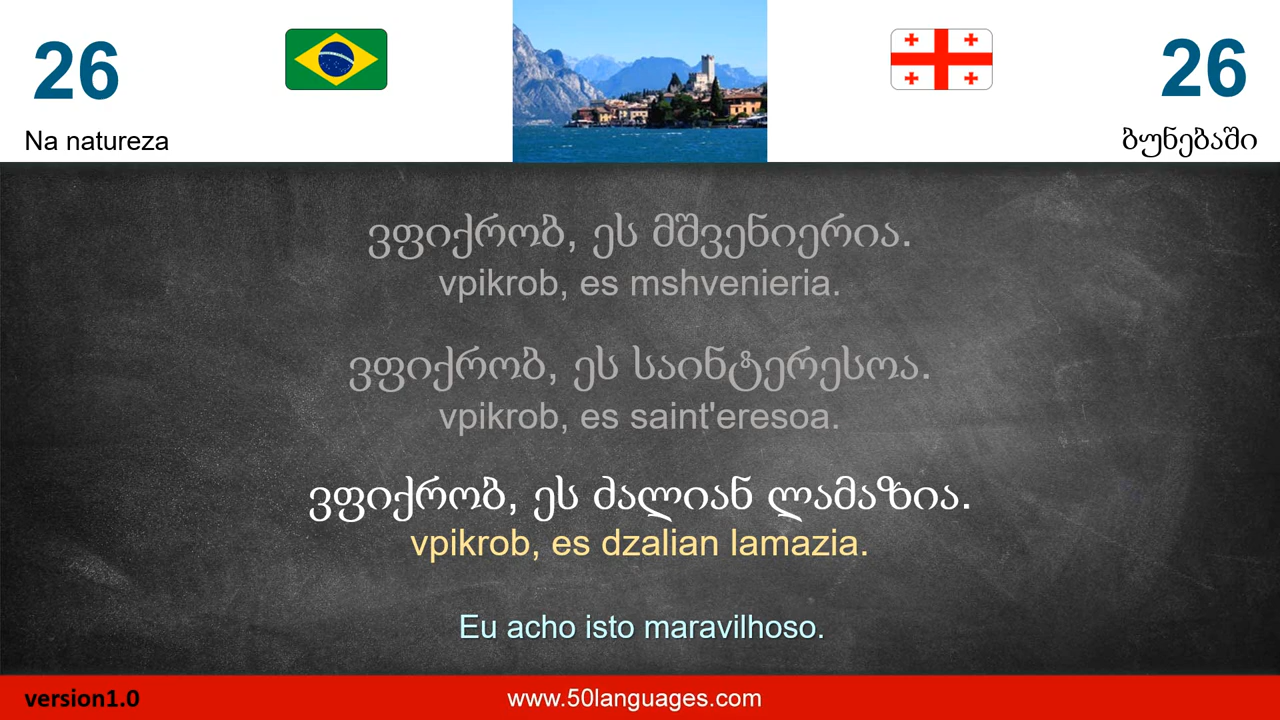 26
26
Na natureza
ბუნებაში
ვფიქრობ, ეს მშვენიერია.
vpikrob, es mshvenieria.
ვფიქრობ, ეს საინტერესოა.
vpikrob, es saint'eresoa.
ვფიქრობ, ეს ძალიან ლამაზია.
vpikrob, es dzalian lamazia.
Eu acho isto maravilhoso.
version1.0
www.50languages.com